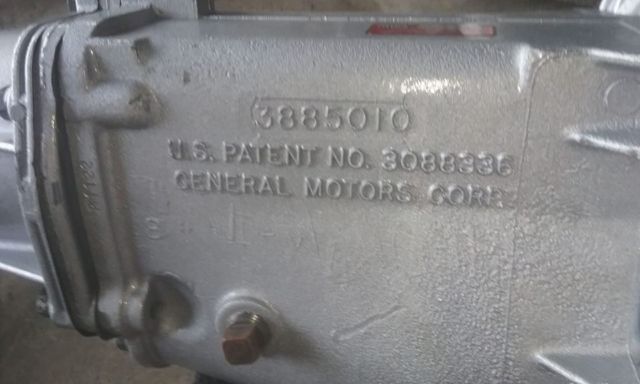 3885010
U.S. PATENT NO. 3088336
GENERAL MOTORS CORP.